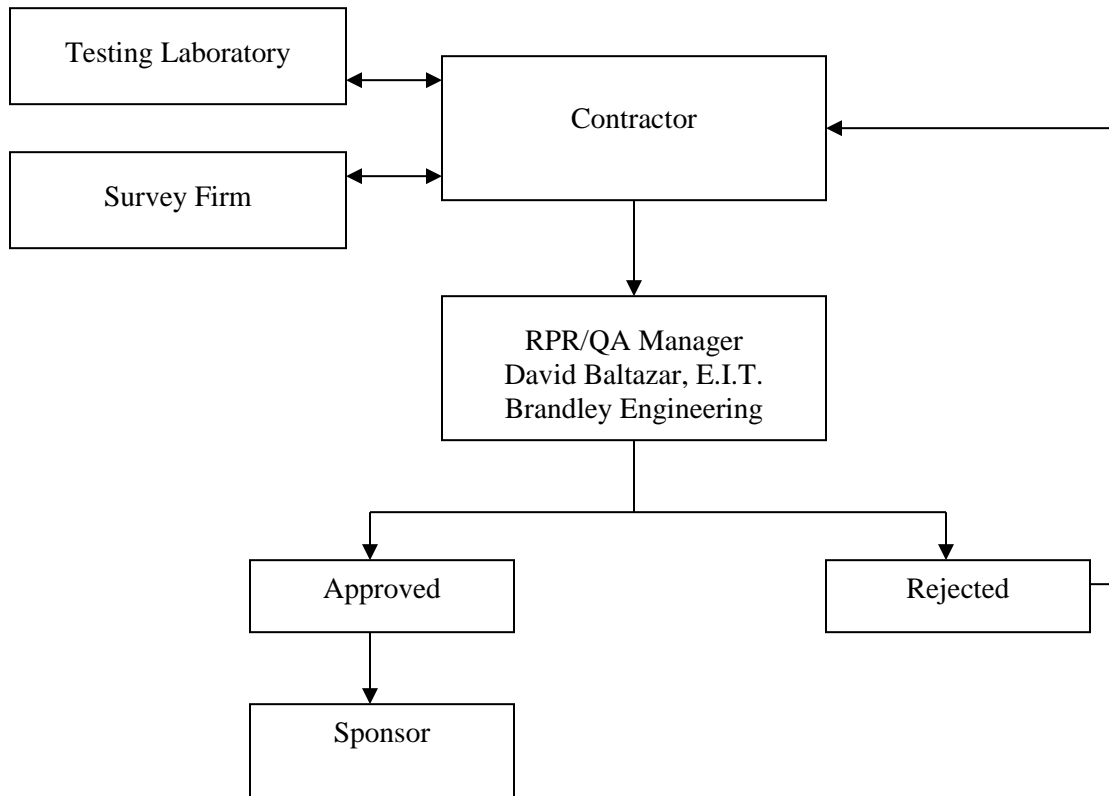 Testing Laboratory
Contractor
Survey Firm
RPR/QA Manager
David Baltazar, E.I.T.
Brandley Engineering
Approved
Rejected
Sponsor